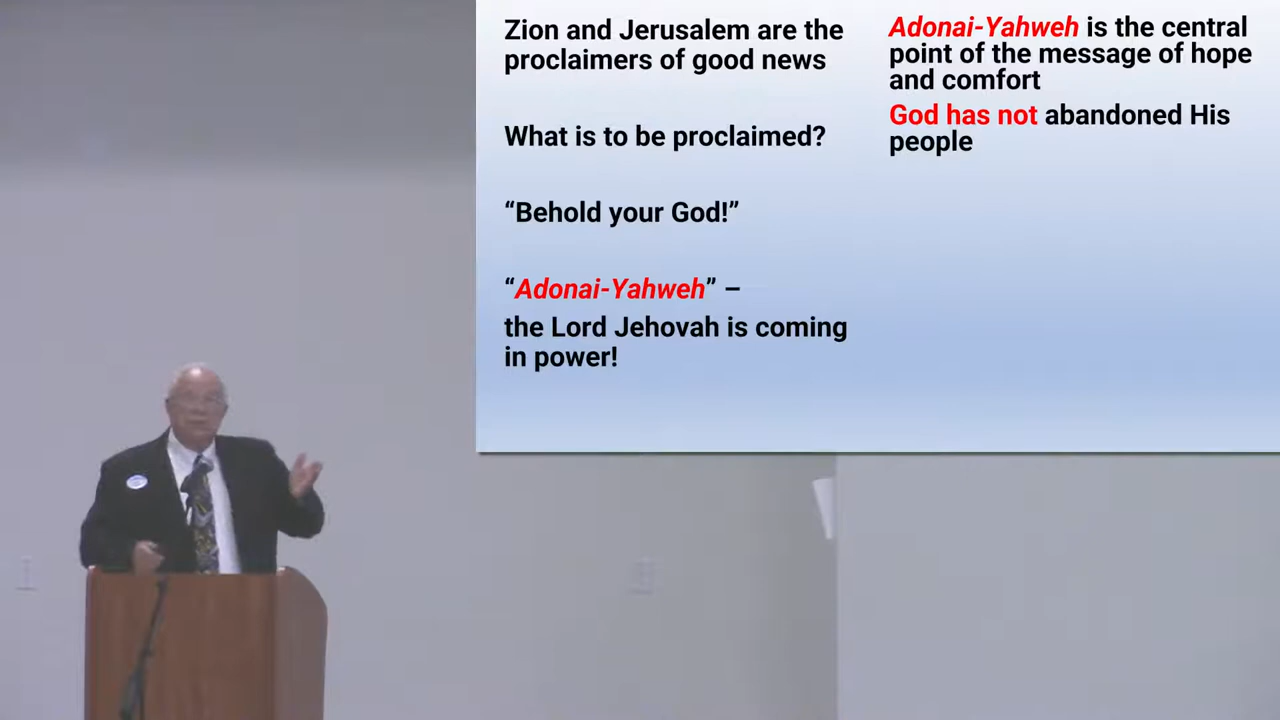 Zion and Jerusalem are the
proclaimers of good news
What is to be proclaimed?
“Behold your God!”
“Adonai-Yahweh” –
the Lord Jehovah is coming
in power!
Adonai-Yahweh is the central
point of the message of hope
and comfort
God has not abandoned His
people